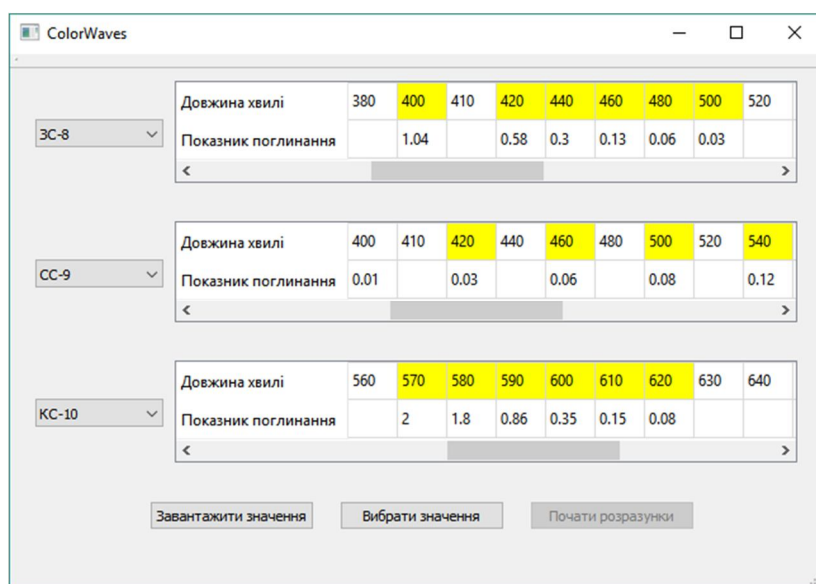 ColorWaves
ЗС-8
Довжина хвилі 380 400 410 420 440 460 480 500 520
Показник поглинання 1.04 0.58 0.3 0.13 0.06 0.03
СС-9
Довжина хвилі 400 410 420 440 460 480 500 520 540
Показник поглинання 0.01 0.03 0.06 0.08 0.12
КС-10
Довжина хвилі 560 570 580 590 600 610 620 630 640
Показник поглинання 2 1.8 0.86 0.35 0.15 0.08
Завантажити значення Вибрати значення Почати розразунки